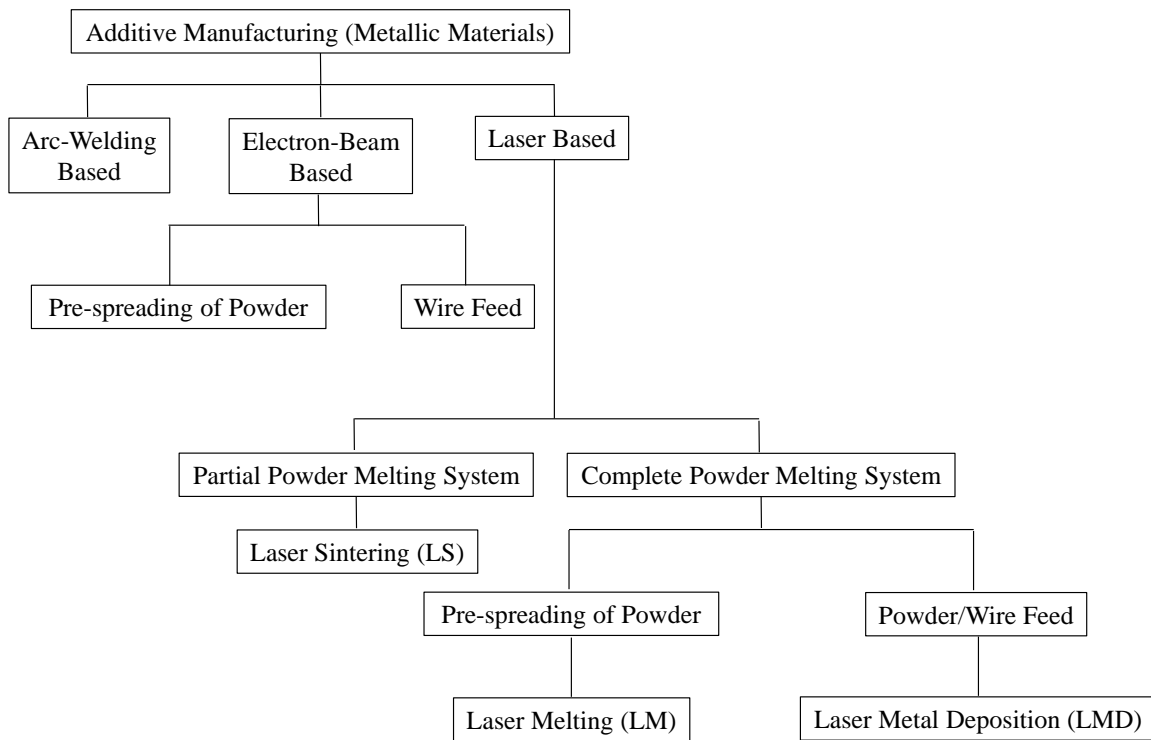 Additive Manufacturing (Metallic Materials)
Arc-Welding
Based
Electron-Beam
Based
Laser Based
Pre-spreading of Powder
Wire Feed
Partial Powder Melting System
Complete Powder Melting System
Laser Sintering (LS)
Pre-spreading of Powder
Powder/Wire Feed
Laser Melting (LM)
Laser Metal Deposition (LMD)